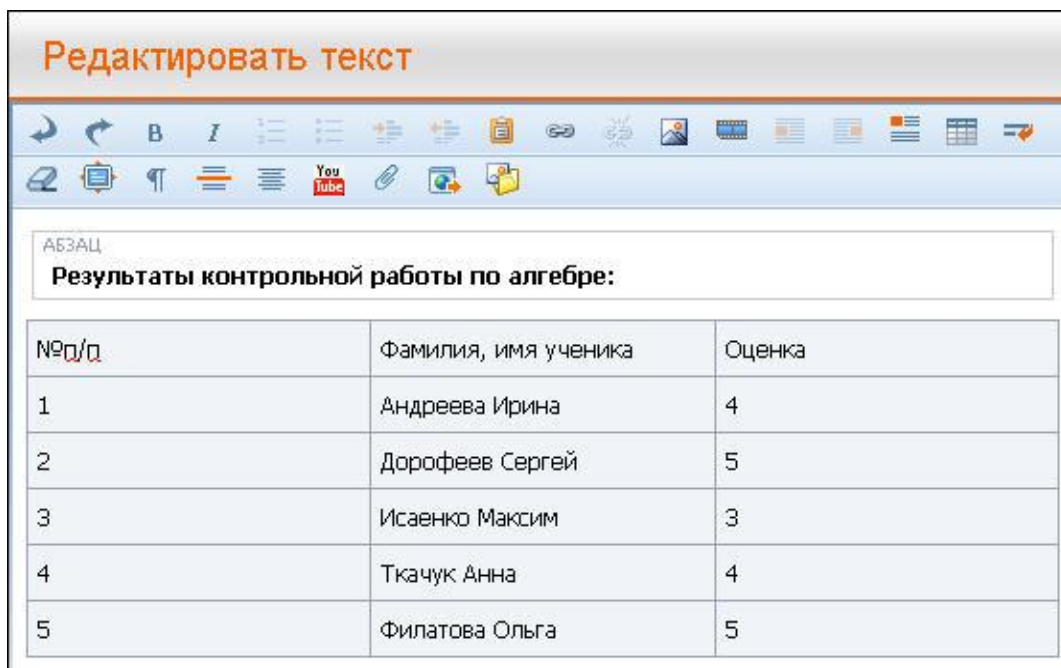 Редактировать текст
B I
You
Tube
АБЗАЦ
Результаты контрольной работы по алгебре:
№п/п Фамилия, имя ученика Оценка
1 Андреева Ирина 4
2 Дорофеев Сергей 5
3 Исаенко Максим 3
4 Ткачук Анна 4
5 Филатова Ольга 5